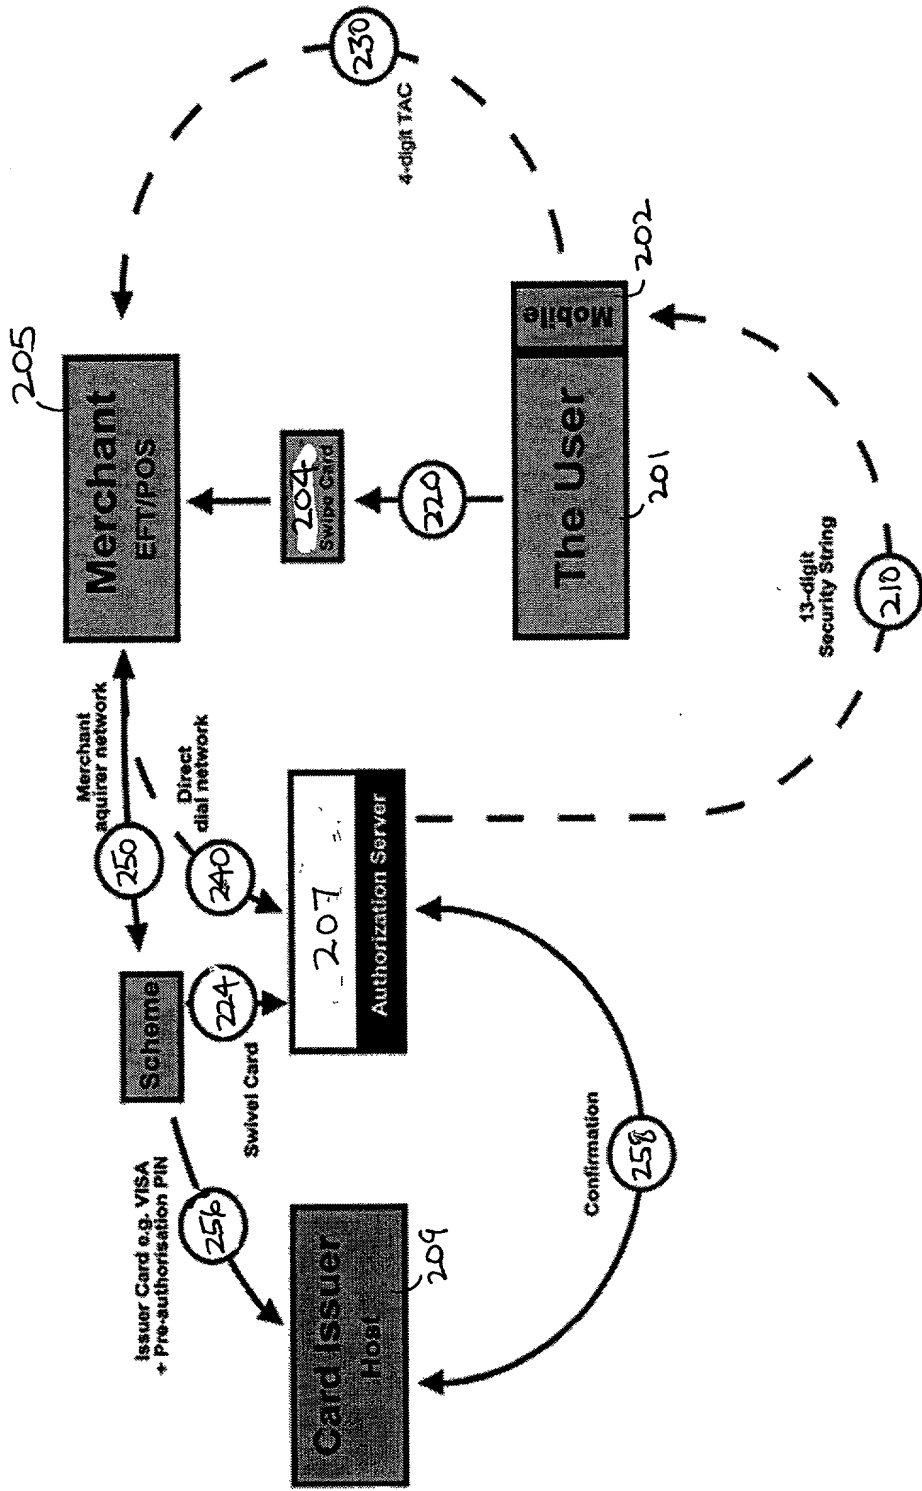 Issuer Card e.g. VISA
+ Pre-authorisation PIN
256
Scheme
250
Merchant
aquirer network
Merchant
EFT/POS
205
224
Swivel Card
240
Direct
dial network
204
Swipe Card
220
230
4-digit TAC
Card Issuer
Host
209
207
Authorization Server
The User
201
Mobile
202
Confirmation
258
13-digit
Security String
210